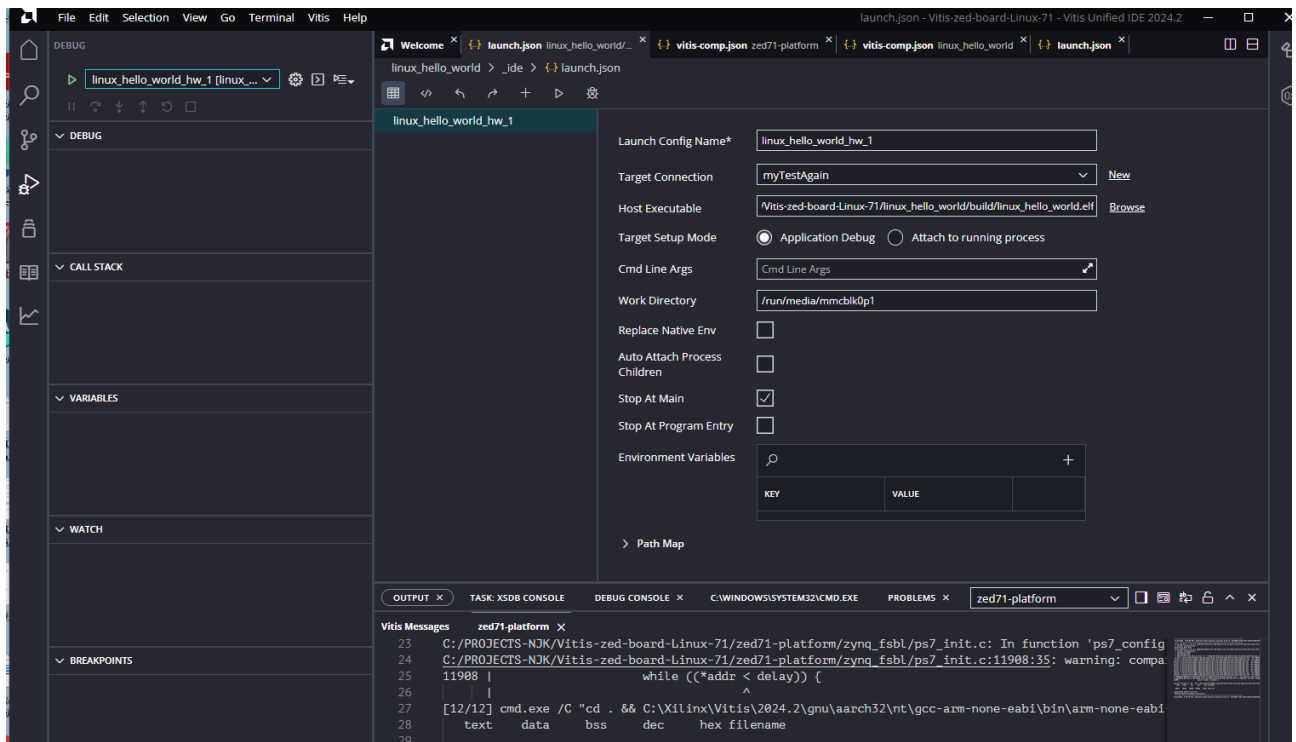 File Edit Selection View Go Terminal Vitis Help
launch.json - Vitis-zed-board-Linux-71 - Vitis Unified IDE 2024.2
DEBUG
linux_hello_world_hw_1 [linux_...
DEBUG
CALL STACK
VARIABLES
WATCH
BREAKPOINTS
Welcome {.} launch.json linux_hello_world/... {.} vitis-comp.json zed71-platform {.} vitis-comp.json linux_hello_world {.} launch.json
linux_hello_world > _ide > {.} launch.json
linux_hello_world_hw_1
Launch Config Name* linux_hello_world_hw_1
Target Connection myTestAgain New
Host Executable /Vitis-zed-board-Linux-71/linux_hello_world/build/linux_hello_world.elf Browse
Target Setup Mode Application Debug Attach to running process
Cmd Line Args Cmd Line Args
Work Directory /run/media/mmcblk0p1
Replace Native Env
Auto Attach Process
Children
Stop At Main
Stop At Program Entry
Environment Variables
KEY VALUE
Path Map
OUTPUT TASK: XSDB CONSOLE DEBUG CONSOLE C:\WINDOWS\SYSTEM32\CMD.EXE PROBLEMS zed71-platform
Vitis Messages zed71-platform
23 C:/PROJECTS-NJK/Vitis-zed-board-Linux-71/zed71-platform/zynq_fsbl/ps7_init.c: In function 'ps7_config
24 C:/PROJECTS-NJK/Vitis-zed-board-Linux-71/zed71-platform/zynq_fsbl/ps7_init.c:11908:35: warning: compa
25 11908 | while ((*addr < delay)) {
26 | ^
27 [12/12] cmd.exe /C "cd . && C:\Xilinx\Vitis\2024.2\gnu\aarch32\nt\gcc-arm-none-eabi\bin\arm-none-eabi-
28 text data bss dec hex filename
29